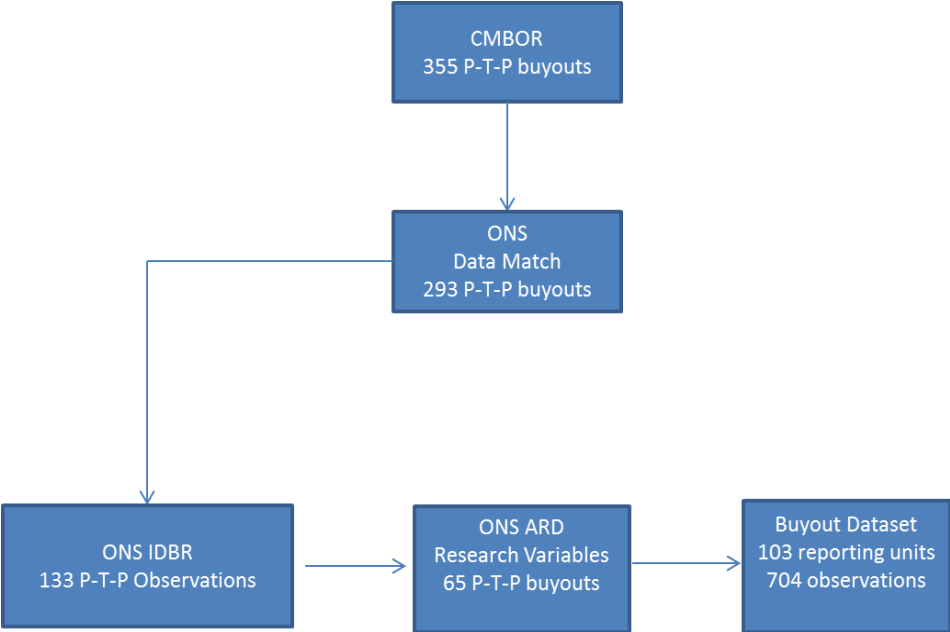 CMBOR
355 P-T-P buyouts
ONS
Data Match
293 P-T-P buyouts
ONS IDBR
133 P-T-P Observations
ONS ARD
Research Variables
65 P-T-P buyouts
Buyout Dataset
103 reporting units
704 observations